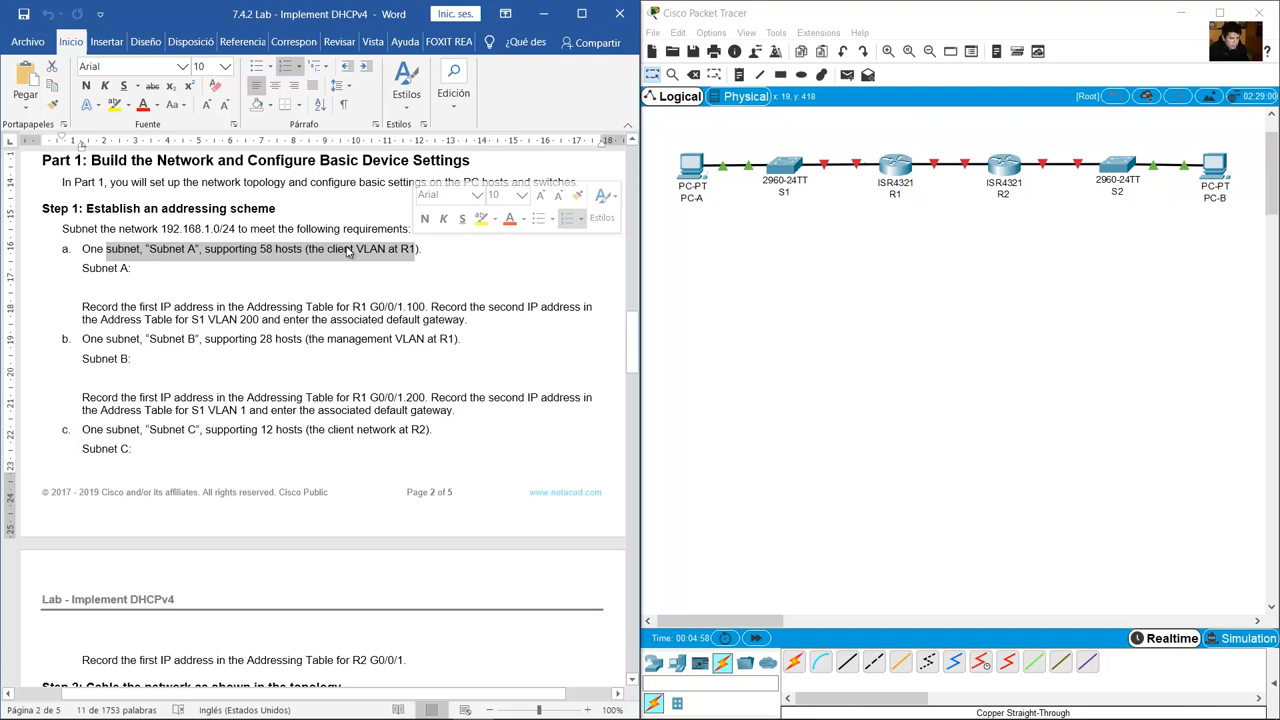 7.4.2 Lab - Implement DHCPv4
Inic. ses.
Archivo Inicio Insertar Diseño Disposició Referencia Correspon Revisar Vista Ayuda FOXIT REA ¿Qué des Compartir
Arial 10
Pegar
Edición
Estilos
N K S abc x₂ x²
Aa
Portapapeles Fuente Párrafo Estilos
Part 1: Build the Network and Configure Basic Device Settings
1, you will set up the network topology and configure basic settings on the PC hosts and switches.
Step 1: Establish an addressing scheme
Arial 10
N K S
Estilos
Subnet the network 192.168.1.0/24 to meet the following requirements:
a. One subnet, “Subnet A”, supporting 58 hosts (the client VLAN at R1).
Subnet A:
Record the first IP address in the Addressing Table for R1 G0/0/1.100. Record the second IP address in
the Address Table for S1 VLAN 200 and enter the associated default gateway.
b. One subnet, “Subnet B”, supporting 28 hosts (the management VLAN at R1).
Subnet B:
Record the first IP address in the Addressing Table for R1 G0/0/1.200. Record the second IP address in
the Address Table for S1 VLAN 1 and enter the associated default gateway.
c. One subnet, “Subnet C”, supporting 12 hosts (the client network at R2).
Subnet C:
© 2017 - 2019 Cisco and/or its affiliates. All rights reserved. Cisco Public Page 2 of 5 www.netacad.com
Lab - Implement DHCPv4
Record the first IP address in the Addressing Table for R2 G0/0/1.
Página 2 de 5 11 de 1753 palabras Inglés (Estados Unidos) 100%
Cisco Packet Tracer
File Edit Options View Tools Extensions Help
Logical Physical x: 19, y: 418 [Root] 02:29:00
PC-PT
PC-A
2960-24TT
S1
ISR4321
R1
ISR4321
R2
2960-24TT
S2
PC-PT
PC-B
Time: 00:04:58 Realtime Simulation
Copper Straight-Through